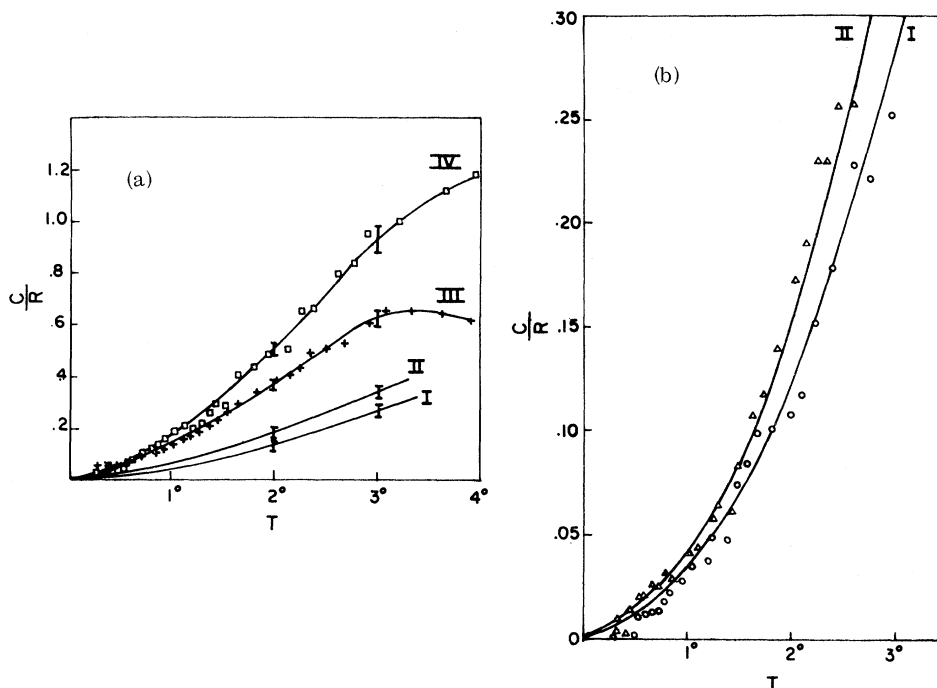 (a)
IV
III
II
I
1.2
1.0
.8
.6
.4
.2
C/R
1° 2° 3° 4°
T
(b)
II I
.30
.25
.20
.15
.10
.05
0
C/R
1° 2° 3°
T